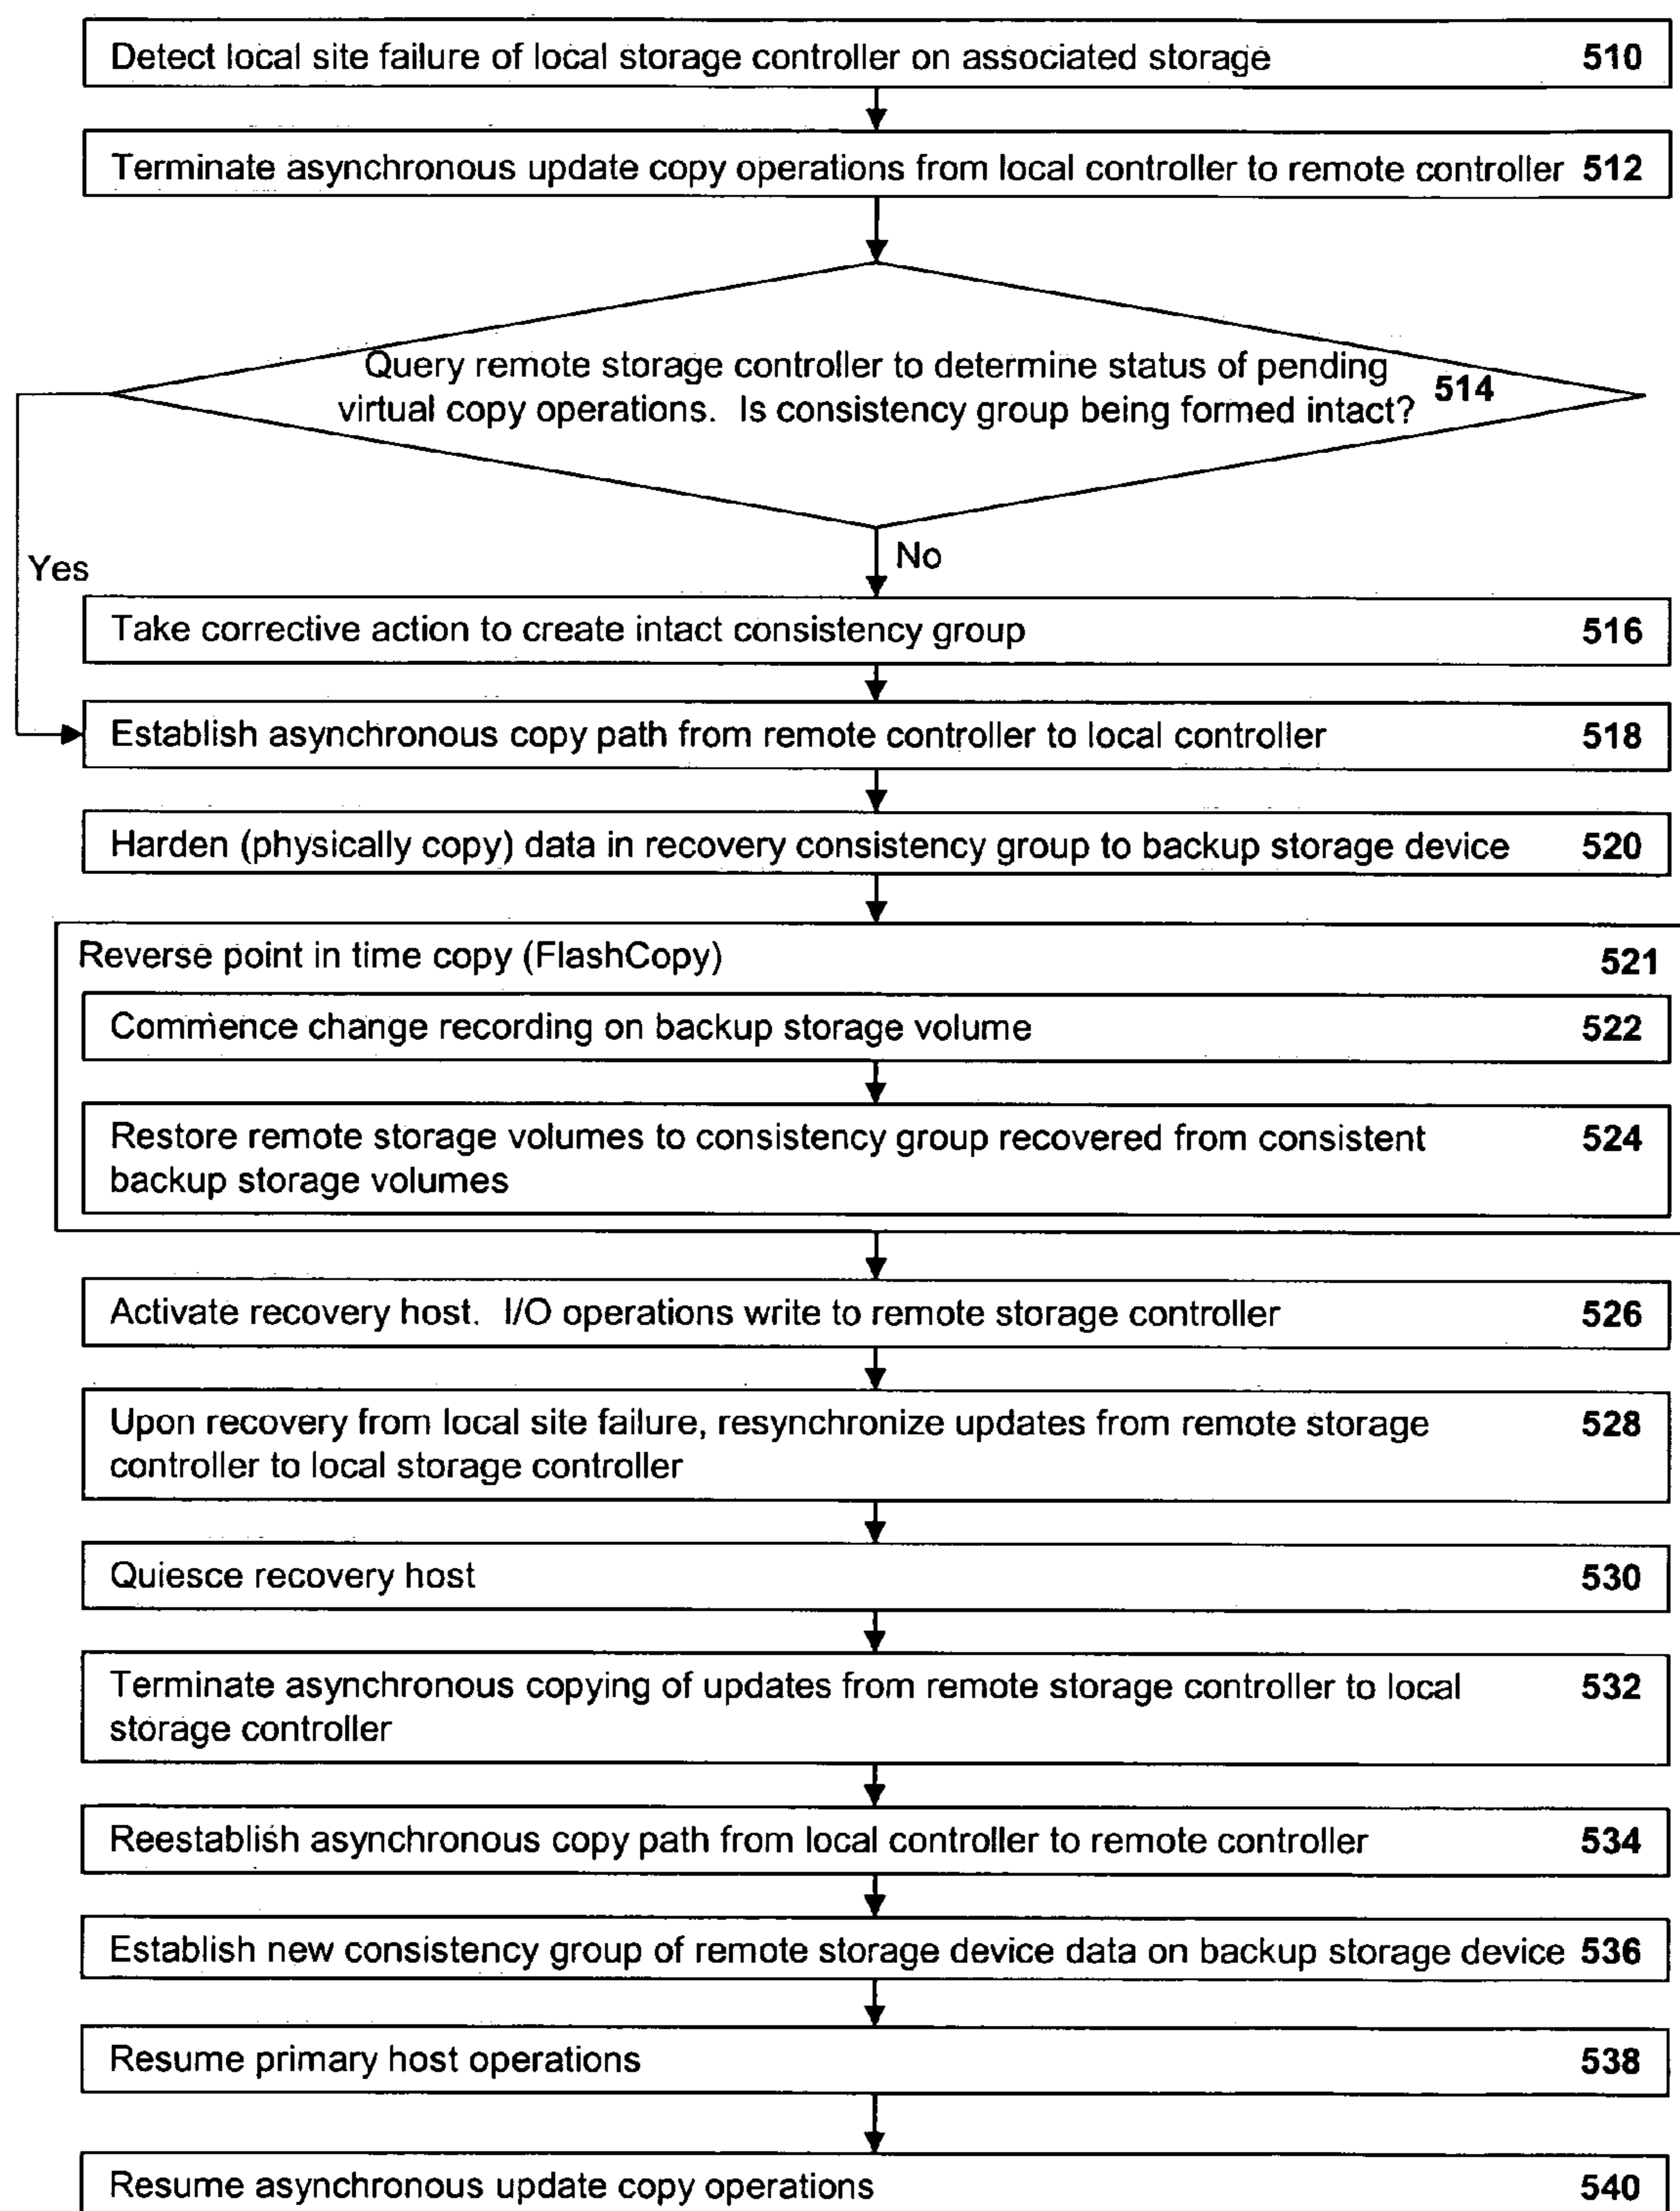 Detect local site failure of local storage controller on associated storage 510
Terminate asynchronous update copy operations from local controller to remote controller 512
Query remote storage controller to determine status of pending
virtual copy operations. Is consistency group being formed intact? 514
Yes
No
Take corrective action to create intact consistency group 516
Establish asynchronous copy path from remote controller to local controller 518
Harden (physically copy) data in recovery consistency group to backup storage device 520
Reverse point in time copy (FlashCopy) 521
Commence change recording on backup storage volume 522
Restore remote storage volumes to consistency group recovered from consistent 524
backup storage volumes
Activate recovery host. I/O operations write to remote storage controller 526
Upon recovery from local site failure, resynchronize updates from remote storage 528
controller to local storage controller
Quiesce recovery host 530
Terminate asynchronous copying of updates from remote storage controller to local 532
storage controller
Reestablish asynchronous copy path from local controller to remote controller 534
Establish new consistency group of remote storage device data on backup storage device 536
Resume primary host operations 538
Resume asynchronous update copy operations 540